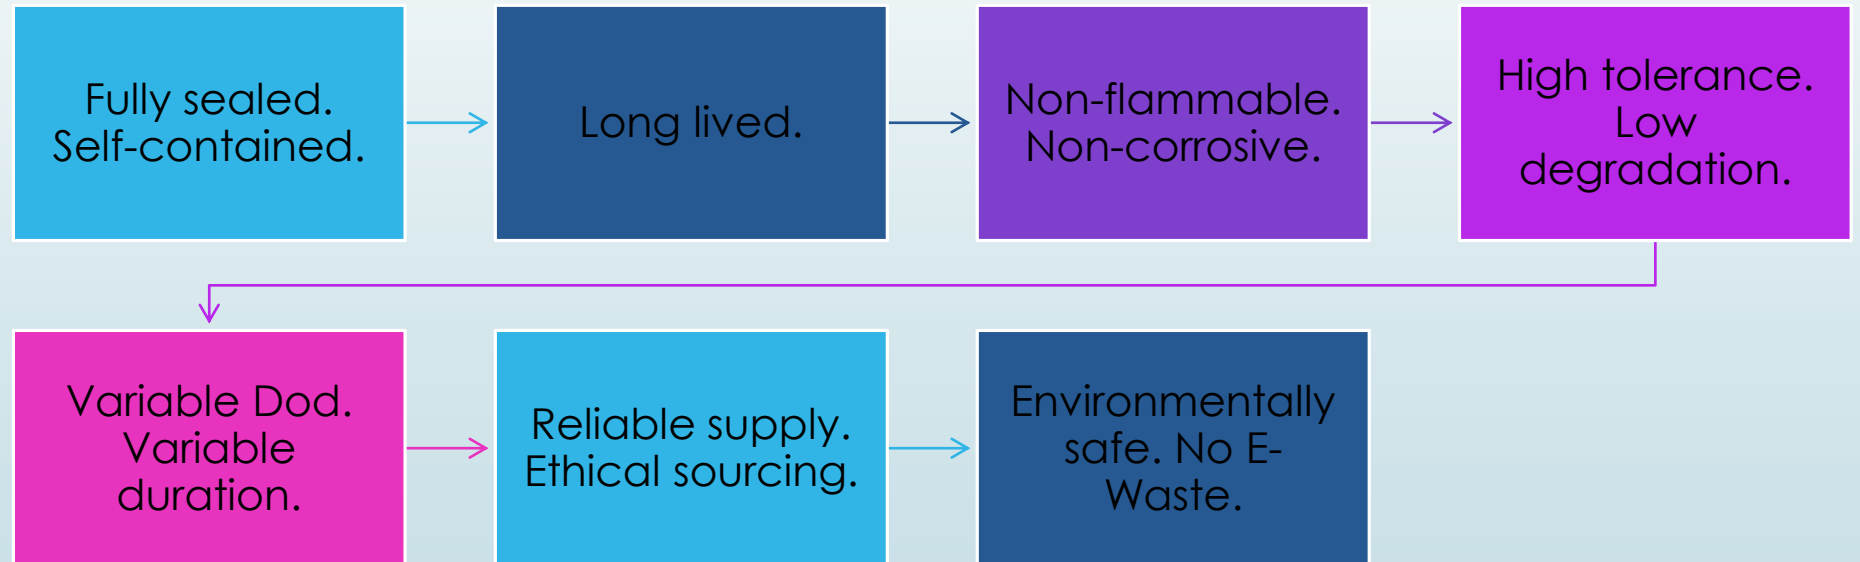 Fully sealed.
Self-contained.
Long lived.
Non-flammable.
Non-corrosive.
High tolerance.
Low
degradation.
Variable Dod.
Variable
duration.
Reliable supply.
Ethical sourcing.
Environmentally
safe. No E-
Waste.